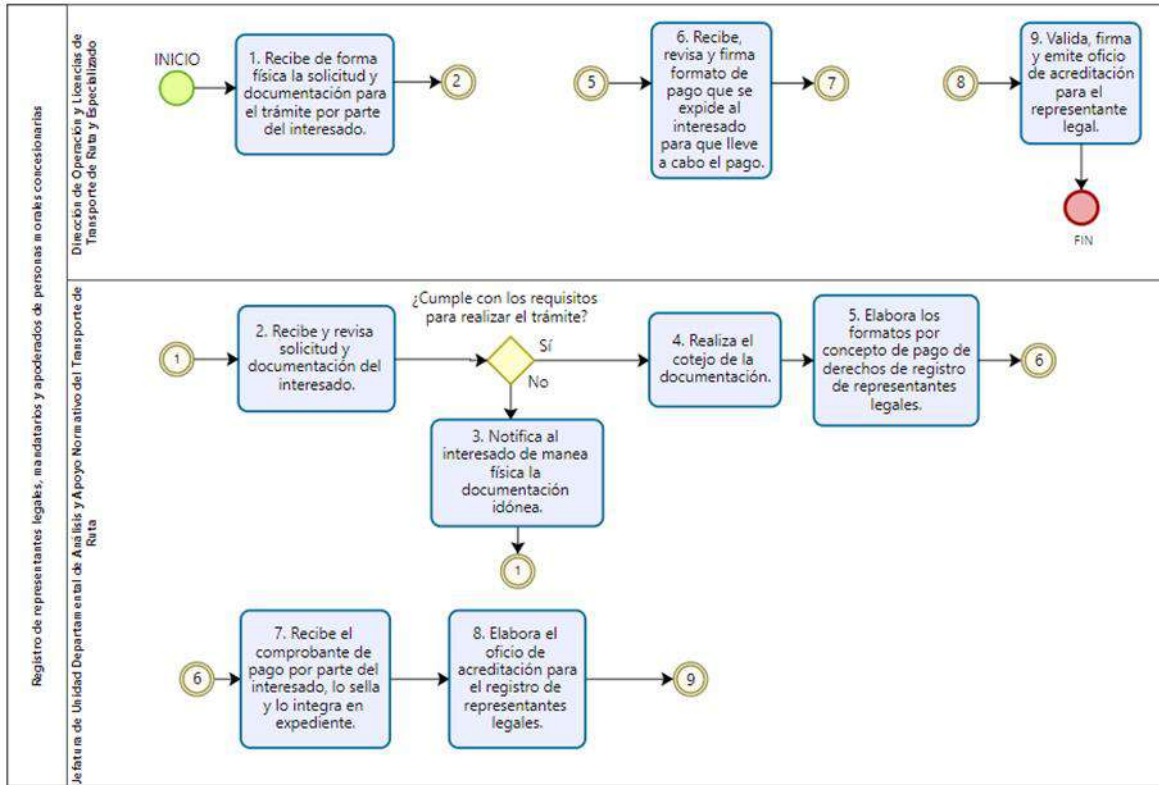 Registro de representantes legales, mandatarios y apoderados de personas morales concesionarias
Dirección de Operación y Licencias de
Transporte de Ruta y Especializado
INICIO
1. Recibe de forma
física la solicitud y
documentación para
el trámite por parte
del interesado.
2
5
6. Recibe,
revisa y firma
formato de
pago que se
expide al
interesado
para que lleve
a cabo el pago.
7
8
9. Valida, firma
y emite oficio
de acreditación
para el
representante
legal.
FIN
Jefatura de Unidad Departamental de Análisis y Apoyo Normativo del Transporte de
Ruta
1
2. Recibe y revisa
solicitud y
documentación del
interesado.
¿Cumple con los requisitos
para realizar el trámite?
Sí
No
3. Notifica al
interesado de manea
física la
documentación
idónea.
1
4. Realiza el
cotejo de la
documentación.
5. Elabora los
formatos por
concepto de pago de
derechos de registro
de representantes
legales.
6
6
7. Recibe el
comprobante de
pago por parte del
interesado, lo sella
y lo integra en
expediente.
8. Elabora el
oficio de
acreditación para
el registro de
representantes
legales.
9